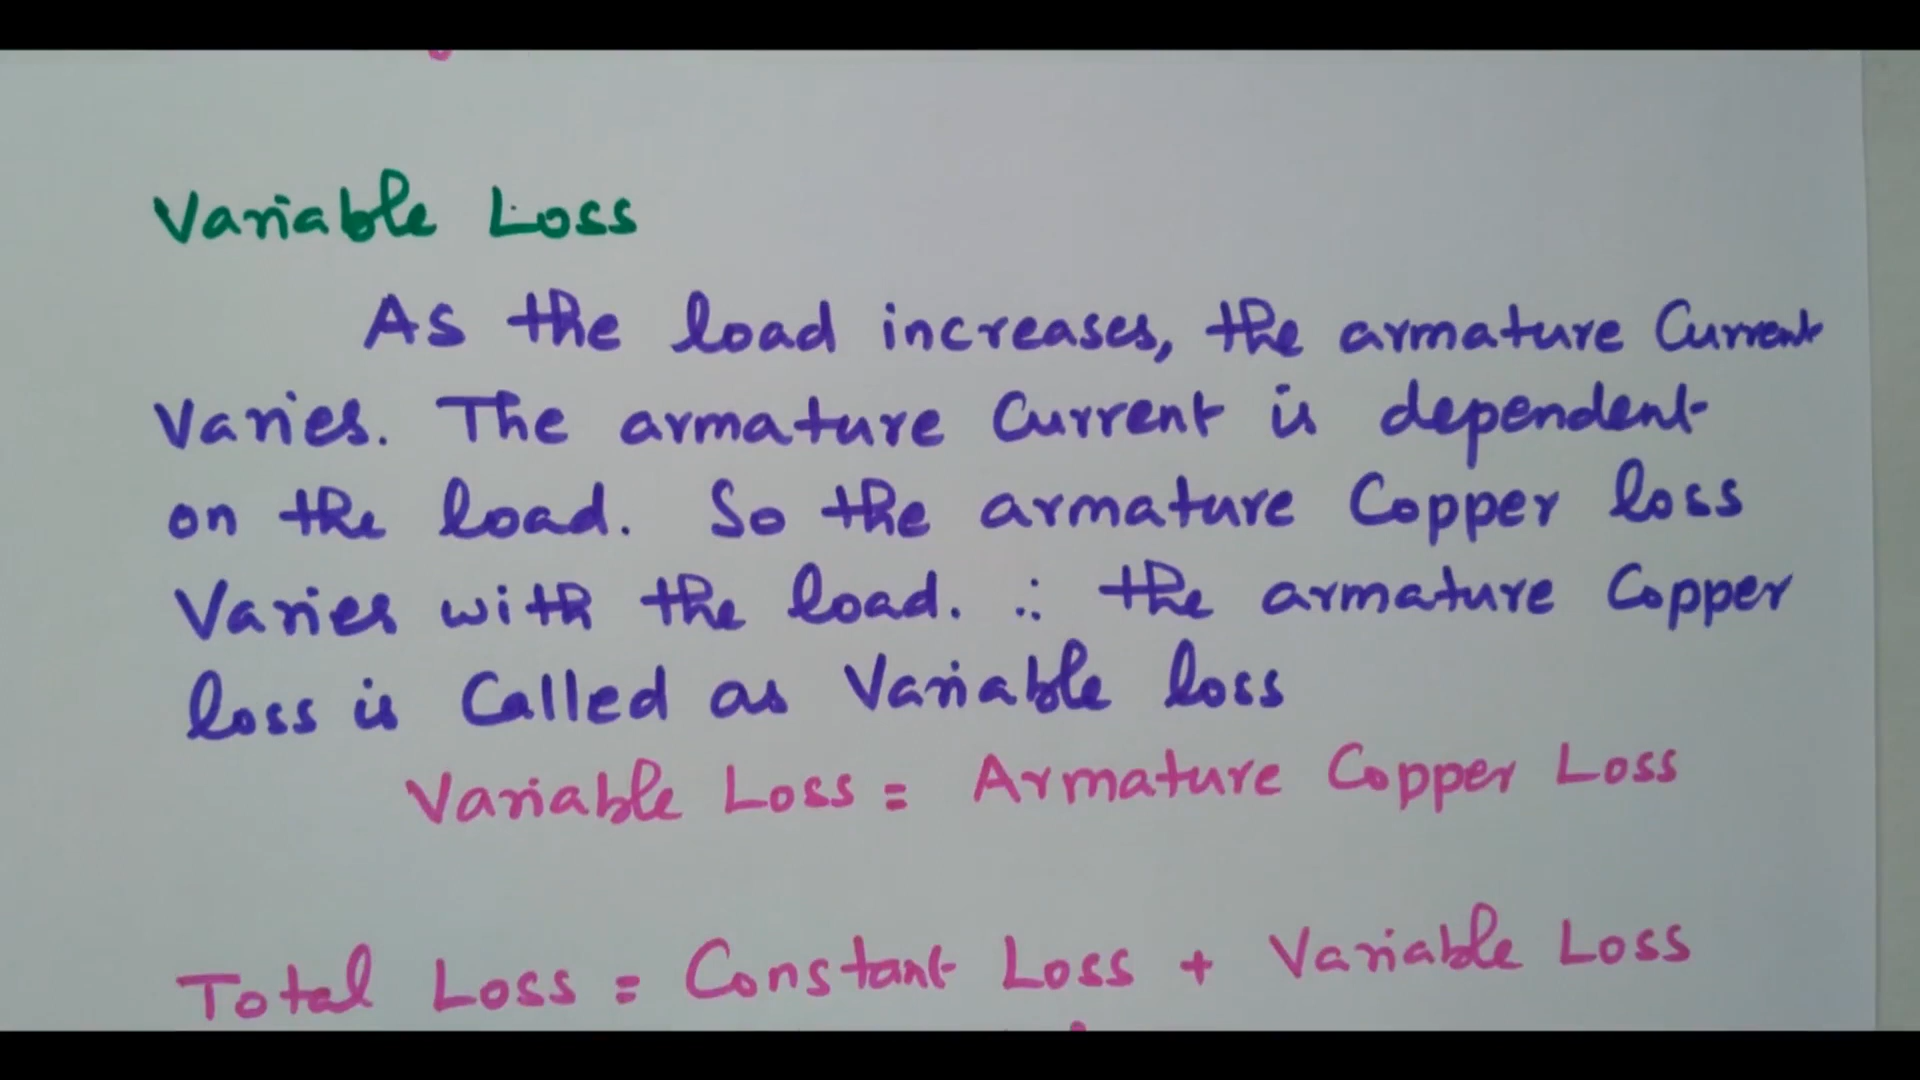 Variable Loss
As the load increases, the armature Current
Varies. The armature Current is dependent
on the load. So the armature Copper loss
Varies with the load. ∴ the armature Copper
loss is Called as Variable loss
Variable Loss = Armature Copper Loss
Total Loss = Constant Loss + Variable Loss